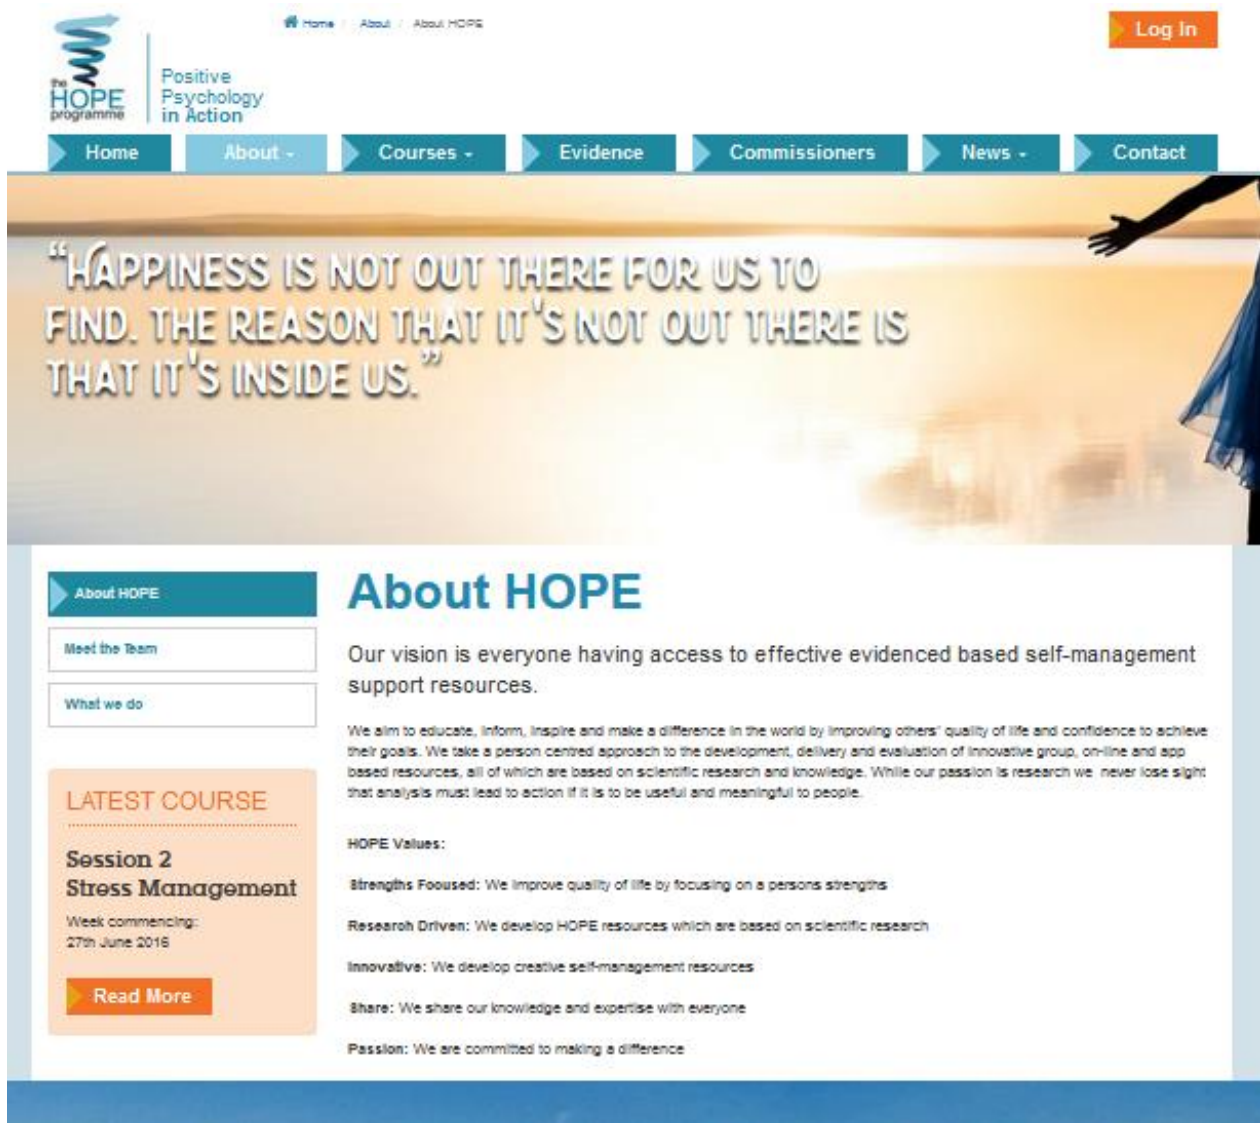 Home / About / About HOPE
Log In
the
HOPE
programme
Positive
Psychology
in Action
Home
About
Courses
Evidence
Commissioners
News
Contact
“HAPPINESS IS NOT OUT THERE FOR US TO
FIND. THE REASON THAT IT'S NOT OUT THERE IS
THAT IT'S INSIDE US.”
About HOPE
Meet the Team
What we do
LATEST COURSE
Session 2
Stress Management
Week commencing:
27th June 2016
Read More
About HOPE
Our vision is everyone having access to effective evidenced based self-management
support resources.
We aim to educate, inform, inspire and make a difference in the world by improving others' quality of life and confidence to achieve
their goals. We take a person centred approach to the development, delivery and evaluation of innovative group, on-line and app
based resources, all of which are based on scientific research and knowledge. While our passion is research we never lose sight
that analysis must lead to action if it is to be useful and meaningful to people.
HOPE Values:
Strengths Focused: We improve quality of life by focusing on a persons strengths
Research Driven: We develop HOPE resources which are based on scientific research
Innovative: We develop creative self-management resources
Share: We share our knowledge and expertise with everyone
Passion: We are committed to making a difference